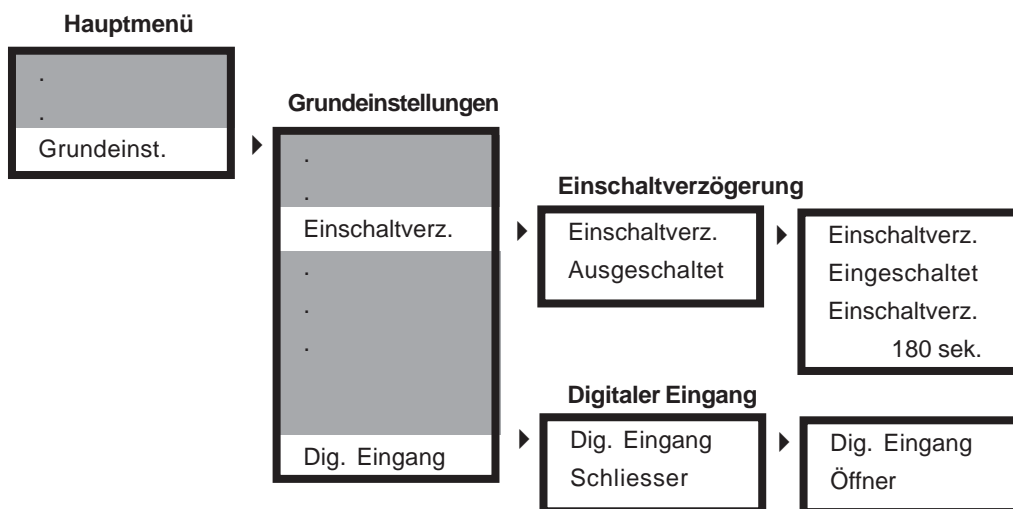 Hauptmenü
.
.
Grundeinst.
Grundeinstellungen
.
.
Einschaltverz.
.
.
.
Dig. Eingang
Einschaltverzögerung
Einschaltverz.
Ausgeschaltet
Einschaltverz.
Eingeschaltet
Einschaltverz.
180 sek.
Digitaler Eingang
Dig. Eingang
Schliesser
Dig. Eingang
Öffner